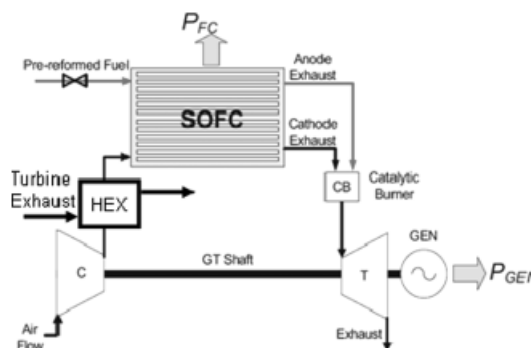 P_FC
Pre-reformed Fuel
Anode
Exhaust
SOFC
Cathode
Exhaust
Turbine
Exhaust
HEX
CB
Catalytic
Burner
GEN
C
GT Shaft
T
P_GEN
Air
Flow
Exhaust